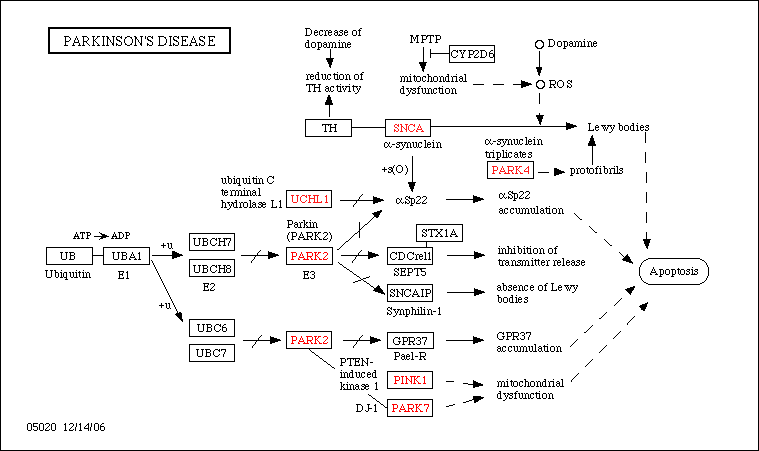 PARKINSON'S DISEASE
Decrease of
dopamine
reduction of
TH activity
MPTP
CYP2D6
mitochondrial
dysfunction
Dopamine
ROS
TH
SNCA
α-synuclein
Lewy bodies
α-synuclein
triplicates
PARK4
protofibrils
+s(O)
ubiquitin C
terminal
hydrolase L1
UCHL1
αSp22
αSp22
accumulation
Parkin
(PARK2)
STX1A
ATP
ADP
+u
UB
Ubiquitin
UBA1
E1
UBCH7
UBCH8
E2
PARK2
E3
CDCrel1
SEPT5
inhibition of
transmitter release
Apoptosis
SNCAIP
Synphilin-1
absence of Lewy
bodies
+u
UBC6
UBC7
PARK2
GPR37
Pael-R
GPR37
accumulation
PTEN-
induced
kinase 1
PINK1
DJ-1
PARK7
mitochondrial
dysfunction
05020 12/14/06